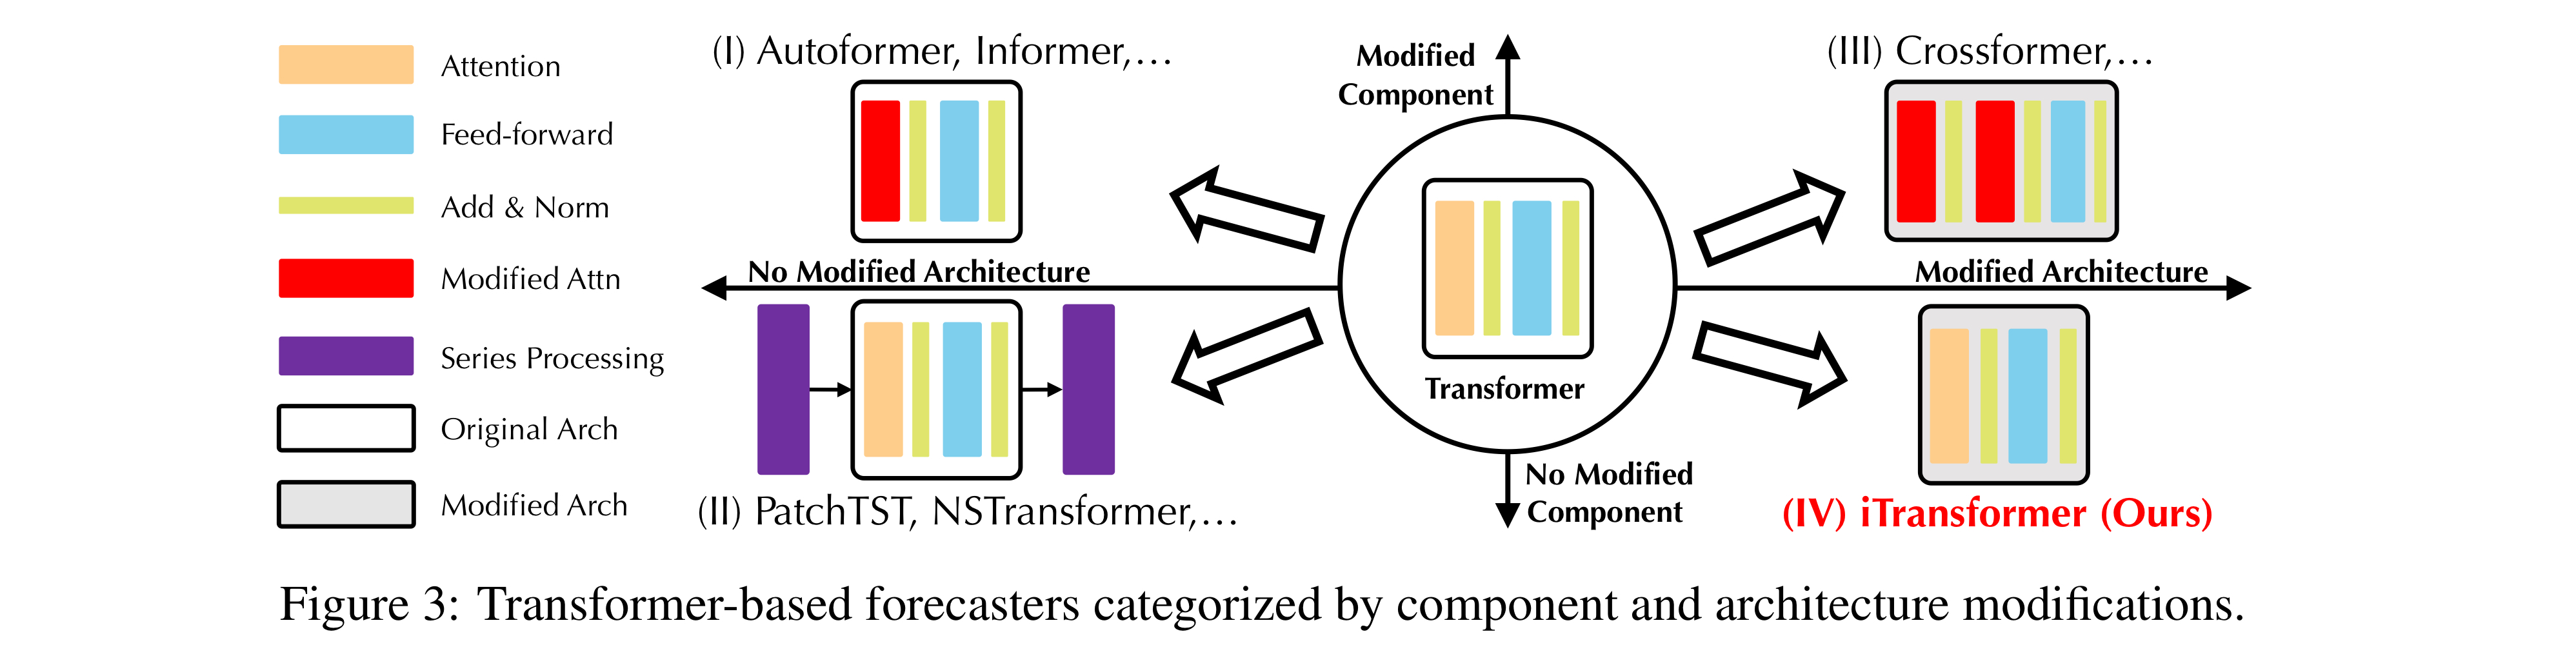 Attention
Feed-forward
Add & Norm
Modified Attn
Series Processing
Original Arch
Modified Arch
(I) Autoformer, Informer,...
No Modified Architecture
(II) PatchTST, NSTransformer,...
Modified
Component
Transformer
No Modified
Component
(III) Crossformer,...
Modified Architecture
(IV) iTransformer (Ours)
Figure 3: Transformer-based forecasters categorized by component and architecture modifications.